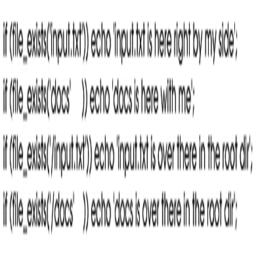 if (file_exists('input.txt')) echo 'input.txt is here right by my side.';
if (file_exists('docs' )) echo 'docs is here with me';
if (file_exists('/input.txt')) echo 'input.txt is over there in the root dir';
if (file_exists('/docs' )) echo 'docs is over there in the root dir';